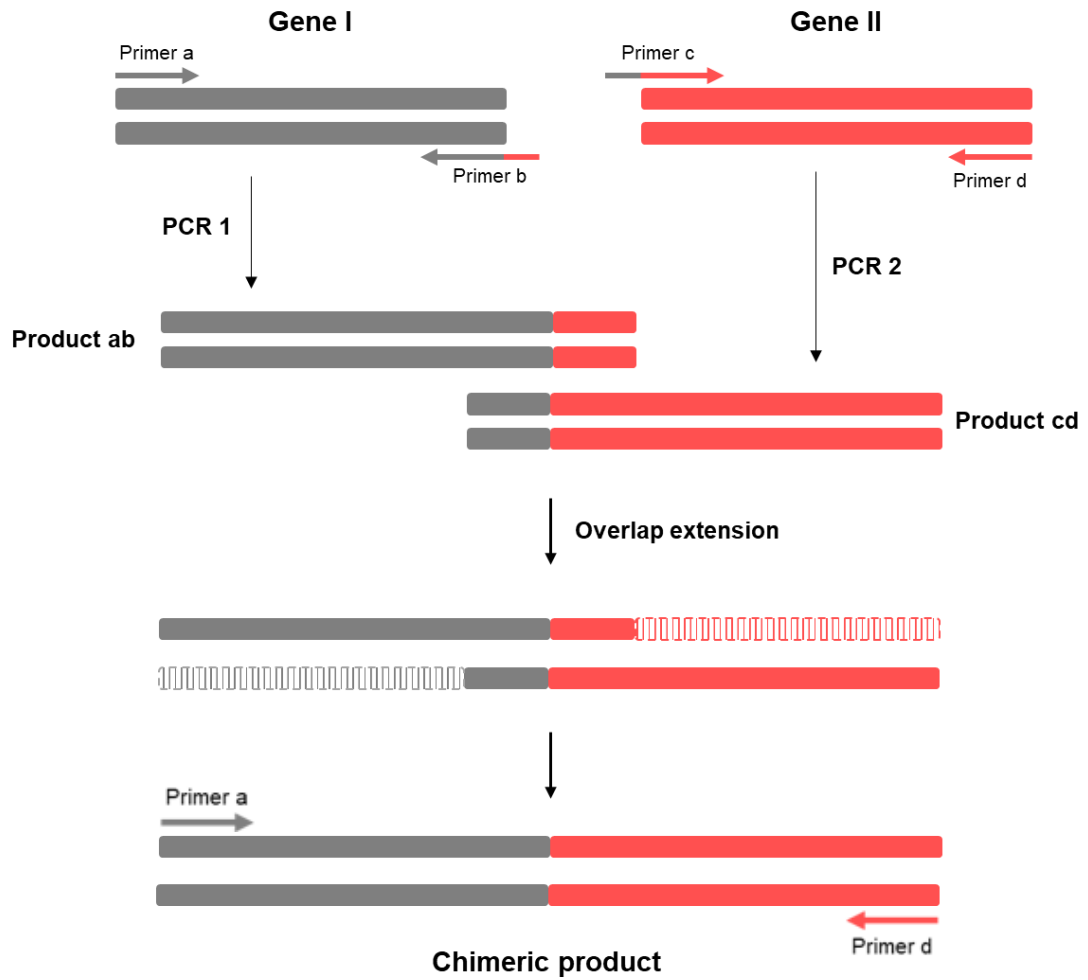 Gene I
Gene II
Primer a
Primer c
Primer b
Primer d
PCR 1
PCR 2
Product ab
Product cd
Overlap extension
Primer a
Primer d
Chimeric product